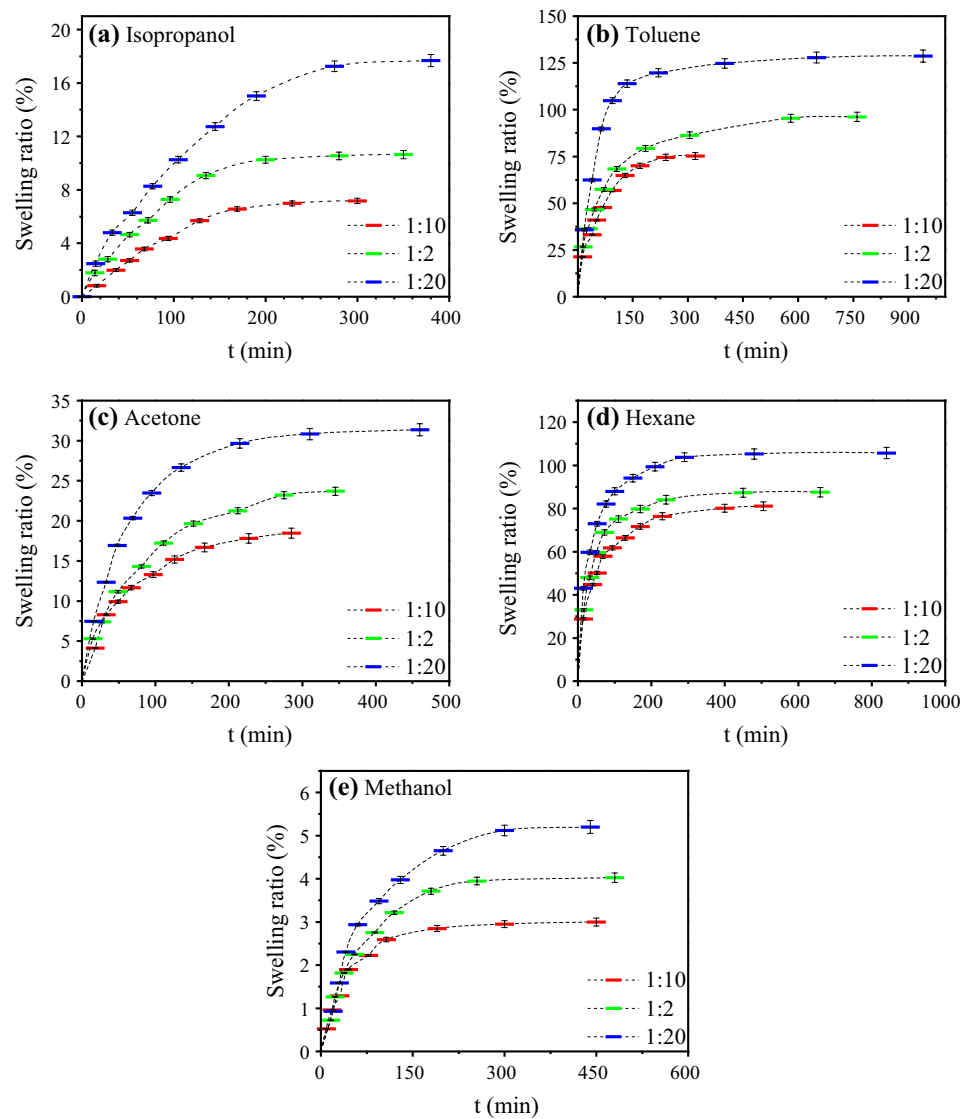 (a) Isopropanol
Swelling ratio (%)
20
16
12
8
4
0
0 100 200 300 400
t (min)
1:10
1:2
1:20
(b) Toluene
Swelling ratio (%)
150
125
100
75
50
25
0
150 300 450 600 750 900
t (min)
1:10
1:2
1:20
(c) Acetone
Swelling ratio (%)
35
30
25
20
15
10
5
0
0 100 200 300 400 500
t (min)
1:10
1:2
1:20
(d) Hexane
Swelling ratio (%)
120
100
80
60
40
20
0
0 200 400 600 800 1000
t (min)
1:10
1:2
1:20
(e) Methanol
Swelling ratio (%)
6
5
4
3
2
1
0
0 150 300 450 600
t (min)
1:10
1:2
1:20